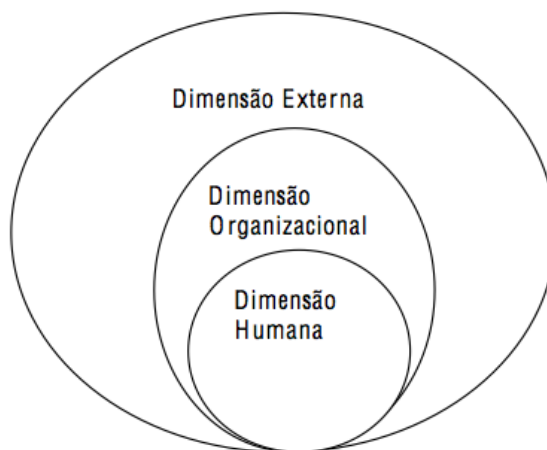 Dimensão Externa
Dimensão
Organizacional
Dimensão
Humana